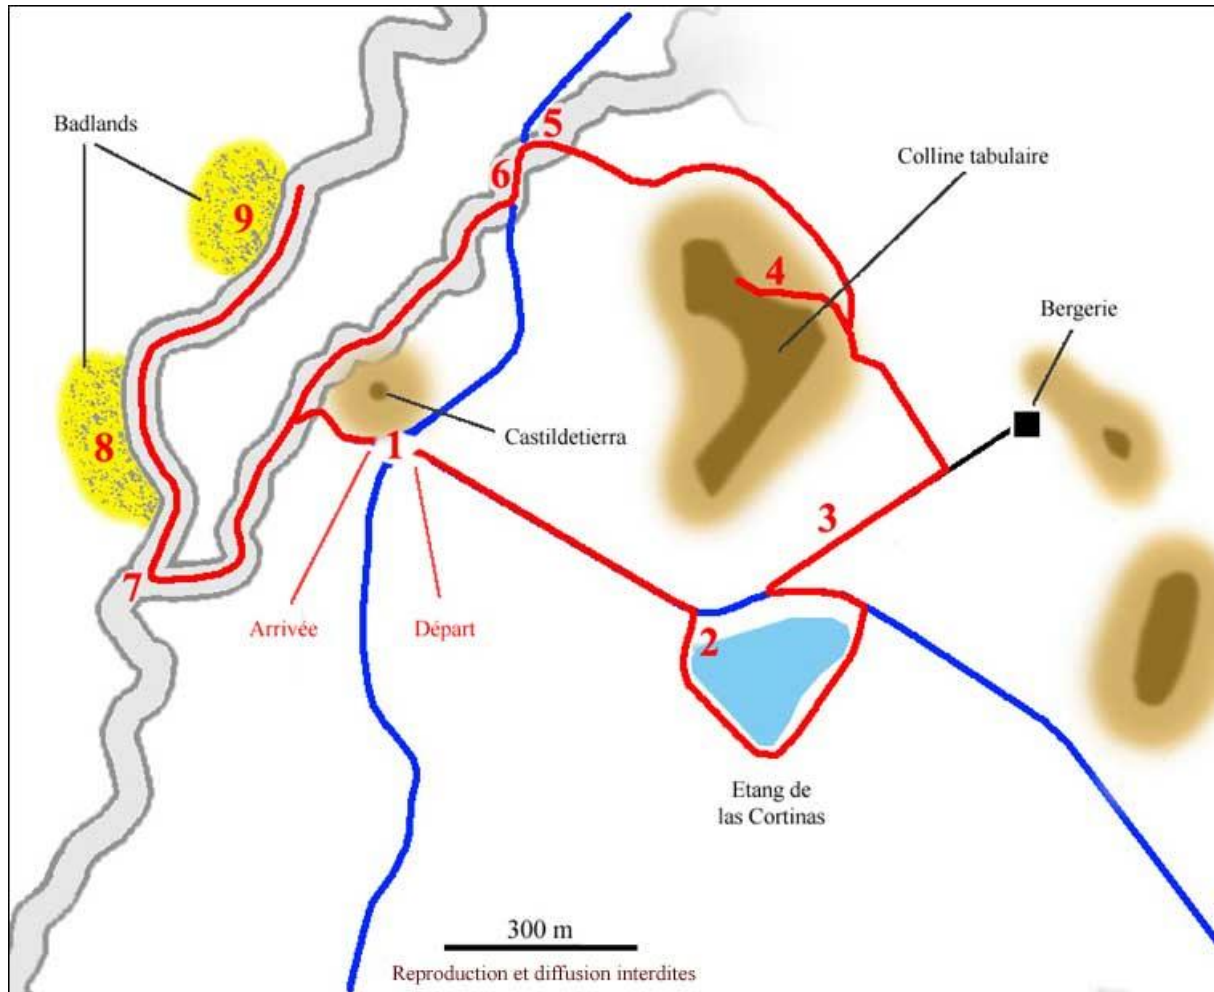 5
Badlands
6
Colline tabulaire
9
4
Bergerie
8
1
Castildetierra
3
7
Arrivée
Départ
2
Etang de
las Cortinas
300 m
Reproduction et diffusion interdites